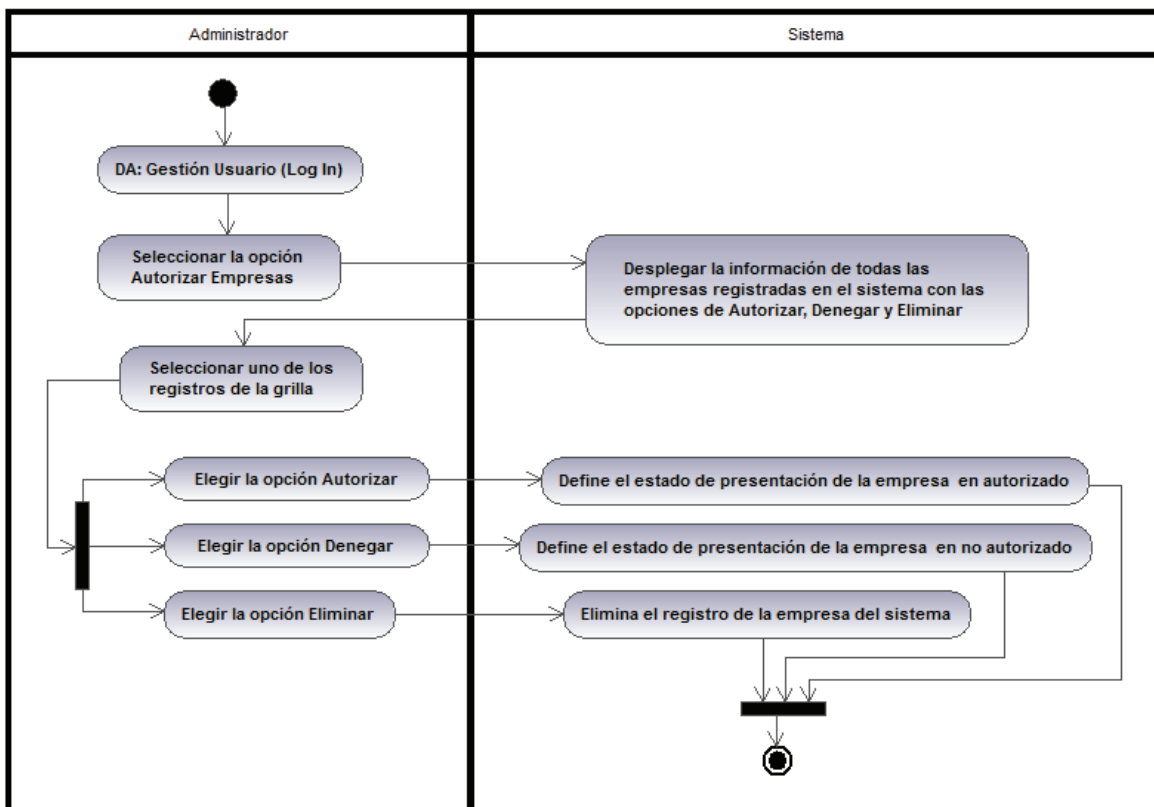 Administrador
Sistema
DA: Gestión Usuario (Log In)
Seleccionar la opción
Autorizar Empresas
Desplegar la información de todas las
empresas registradas en el sistema con las
opciones de Autorizar, Denegar y Eliminar
Seleccionar uno de los
registros de la grilla
Elegir la opción Autorizar
Define el estado de presentación de la empresa en autorizado
Elegir la opción Denegar
Define el estado de presentación de la empresa en no autorizado
Elegir la opción Eliminar
Elimina el registro de la empresa del sistema